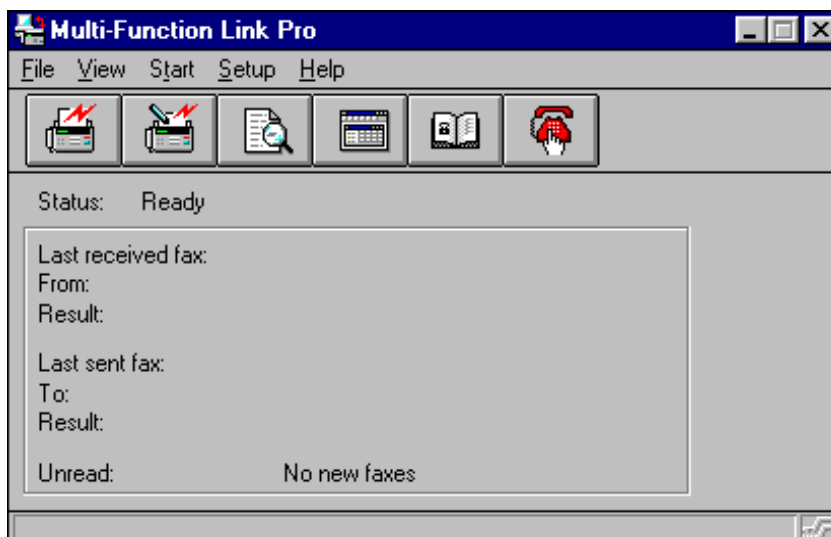 Multi-Function Link Pro
File View Start Setup Help
Status: Ready
Last received fax:
From:
Result:
Last sent fax:
To:
Result:
Unread: No new faxes